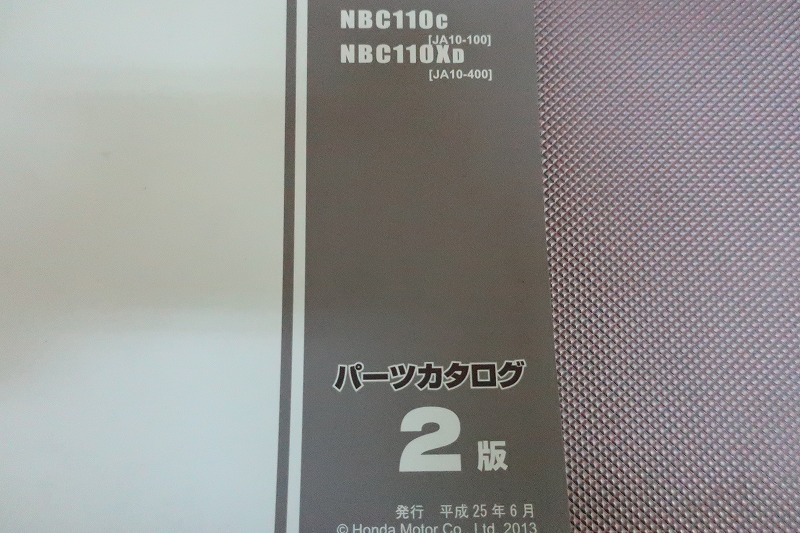 NBC110C
[JA10-100]
NBC110XD
[JA10-400]
パーツカタログ
2版
発行 平成25年6月
© Honda Motor Co., Ltd. 2013